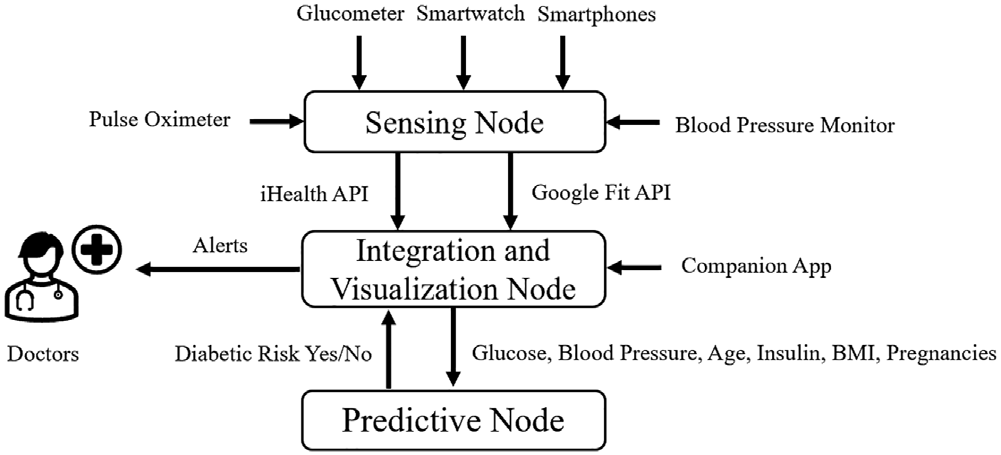 Glucometer Smartwatch Smartphones
Pulse Oximeter
Sensing Node
Blood Pressure Monitor
iHealth API
Google Fit API
Alerts
Integration and
Visualization Node
Companion App
Doctors
Diabetic Risk Yes/No
Glucose, Blood Pressure, Age, Insulin, BMI, Pregnancies
Predictive Node